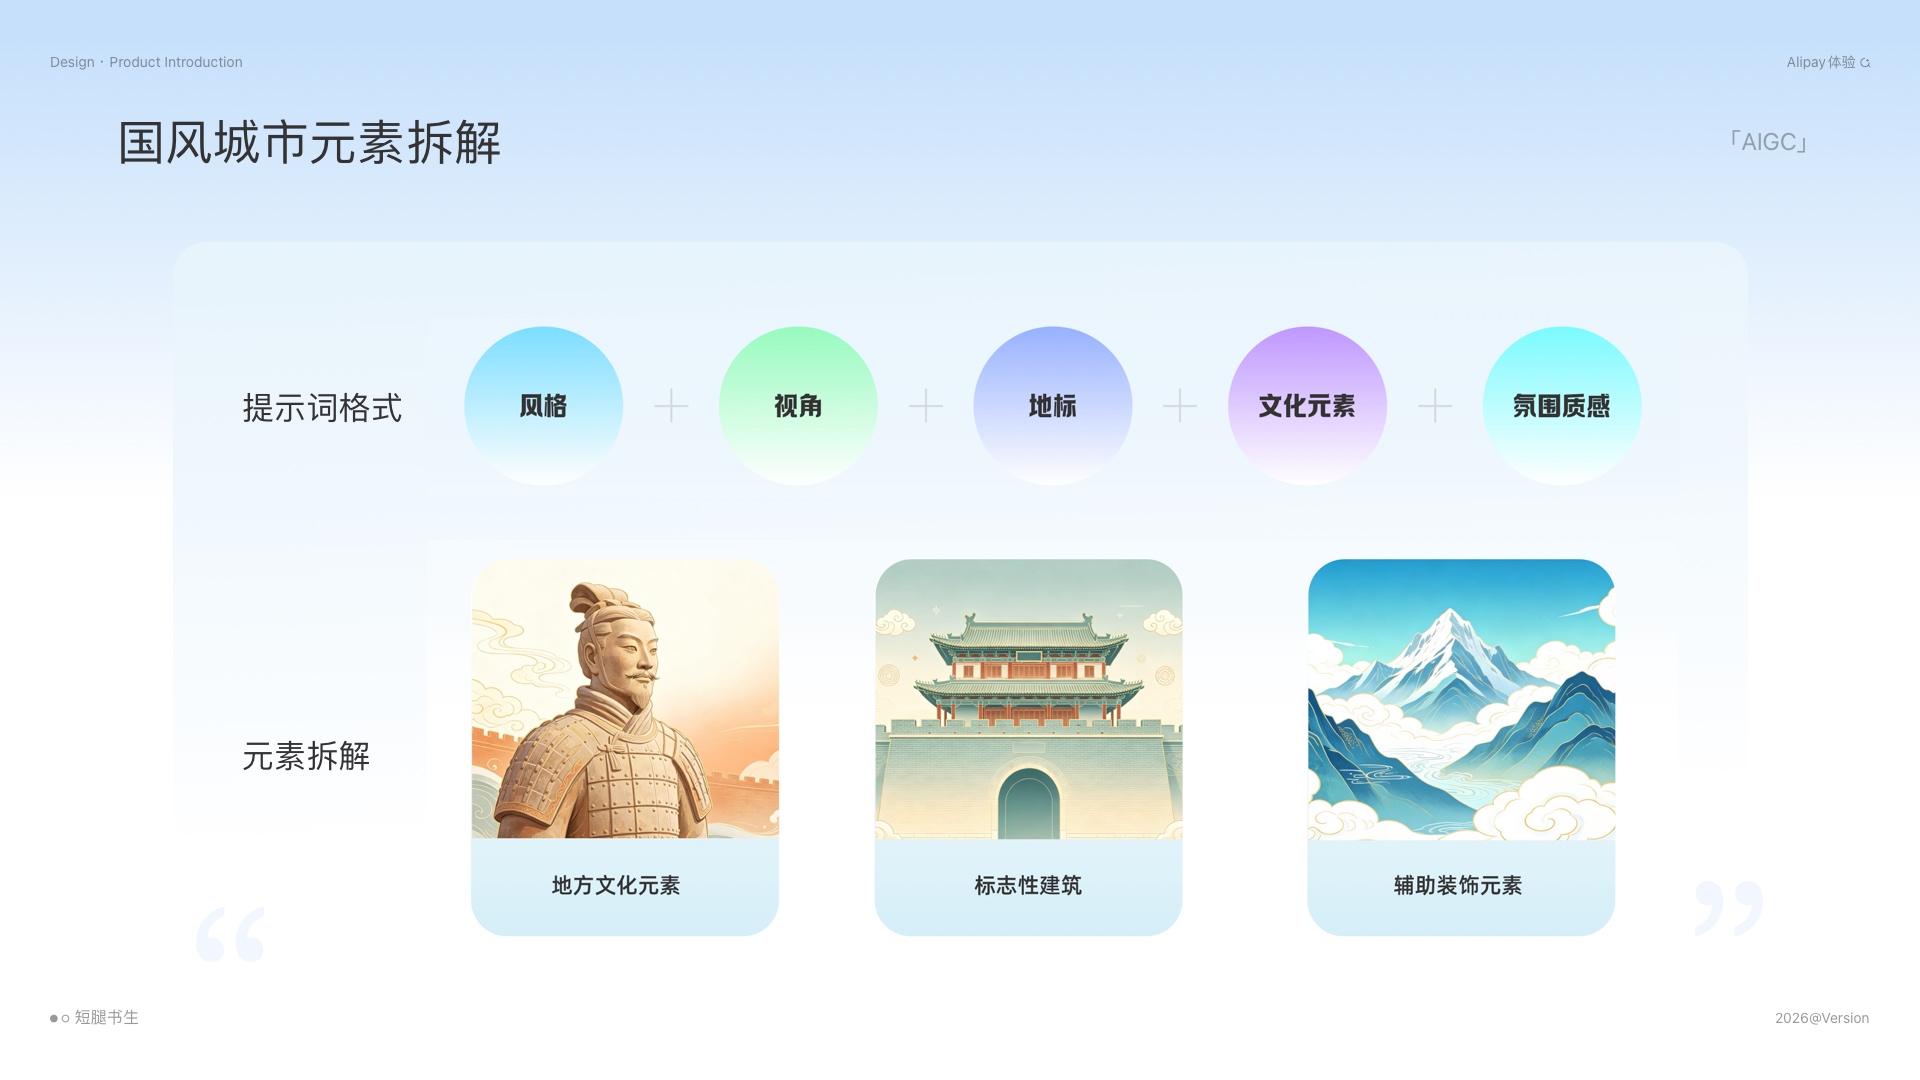 Design · Product Introduction
Alipay体验
国风城市元素拆解
「AIGC」
提示词格式
风格
视角
地标
文化元素
氛围质感
元素拆解
地方文化元素
标志性建筑
辅助装饰元素
“
”
短腿书生
2026@Version